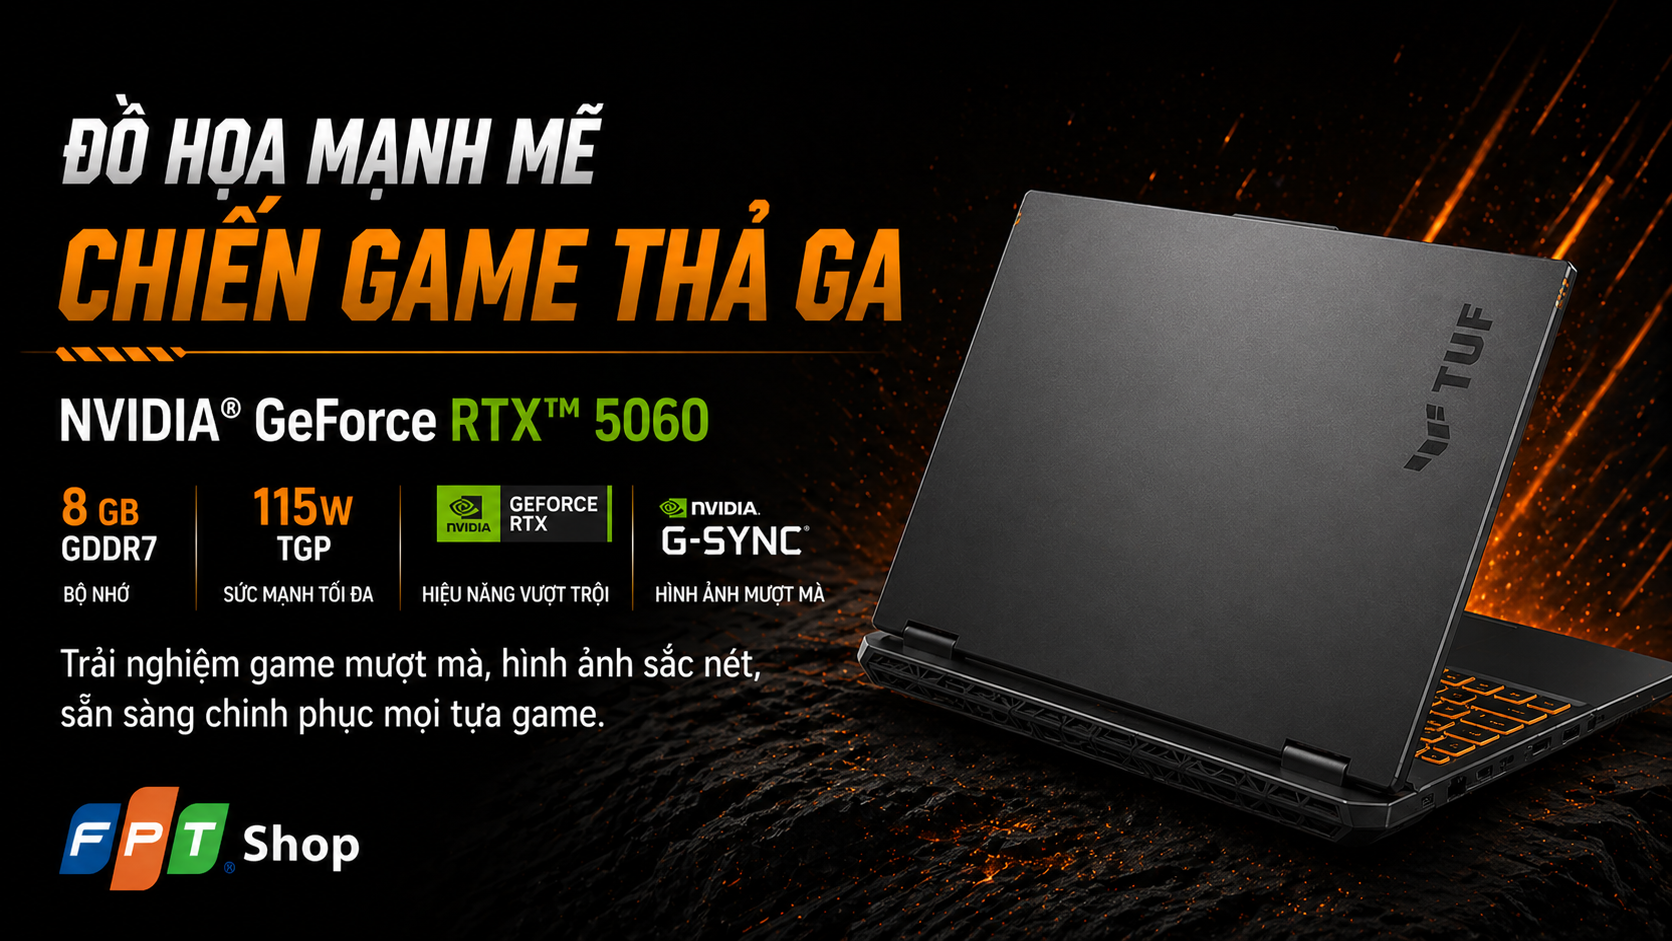 ĐỒ HỌA MẠNH MẼ
CHIẾN GAME THẢ GA
NVIDIA® GeForce RTX™ 5060
8 GB
GDDR7
BỘ NHỚ
115W
TGP
SỨC MẠNH TỐI ĐA
NVIDIA
GEFORCE
RTX
HIỆU NĂNG VƯỢT TRỘI
NVIDIA.
G-SYNC®
HÌNH ẢNH MƯỢT MÀ
Trải nghiệm game mượt mà, hình ảnh sắc nét,
sẵn sàng chinh phục mọi tựa game.
FPT® Shop
TUF